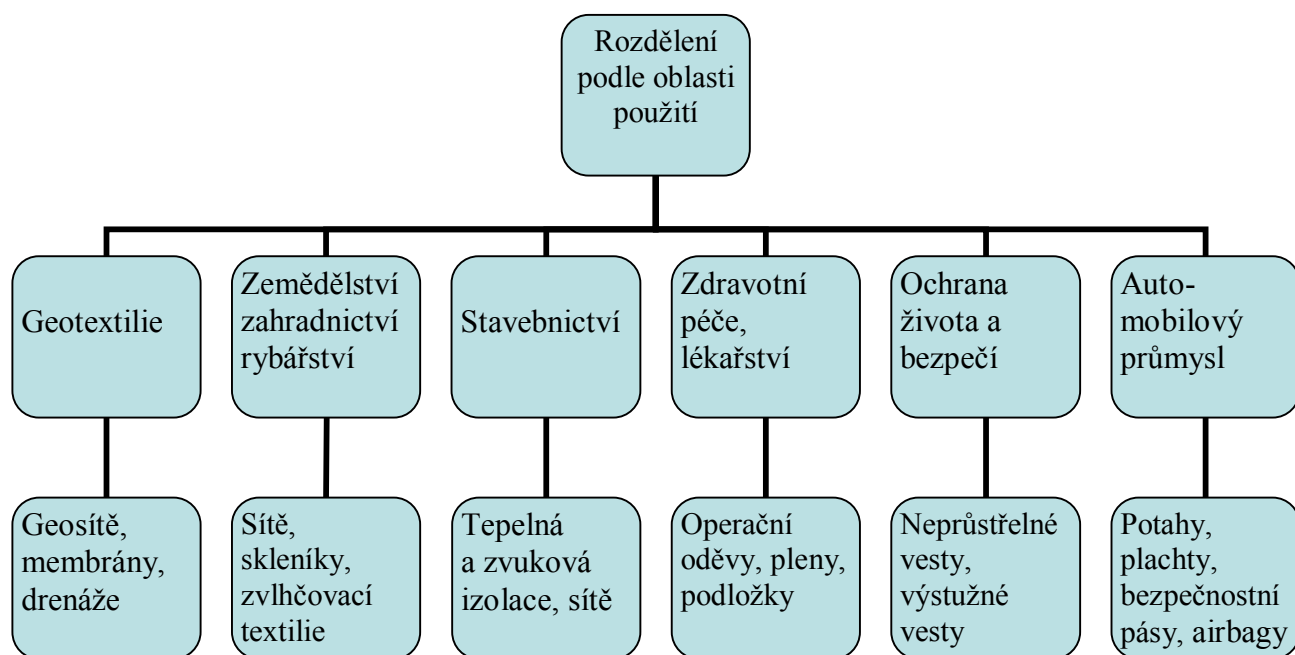 Rozdělení
podle oblasti
použití
Geotextilie
Zemědělství
zahradnictví
rybářství
Stavebnictví
Zdravotní
péče,
lékařství
Ochrana
života a
bezpečí
Auto-
mobilový
průmysl
Geosítě,
membrány,
drenáže
Sítě,
skleníky,
zvlhčovací
textilie
Tepelná
a zvuková
izolace, sítě
Operační
oděvy, pleny,
podložky
Neprůstřelné
vesty,
výstužné
vesty
Potahy,
plachty,
bezpečnostní
pásy, airbagy